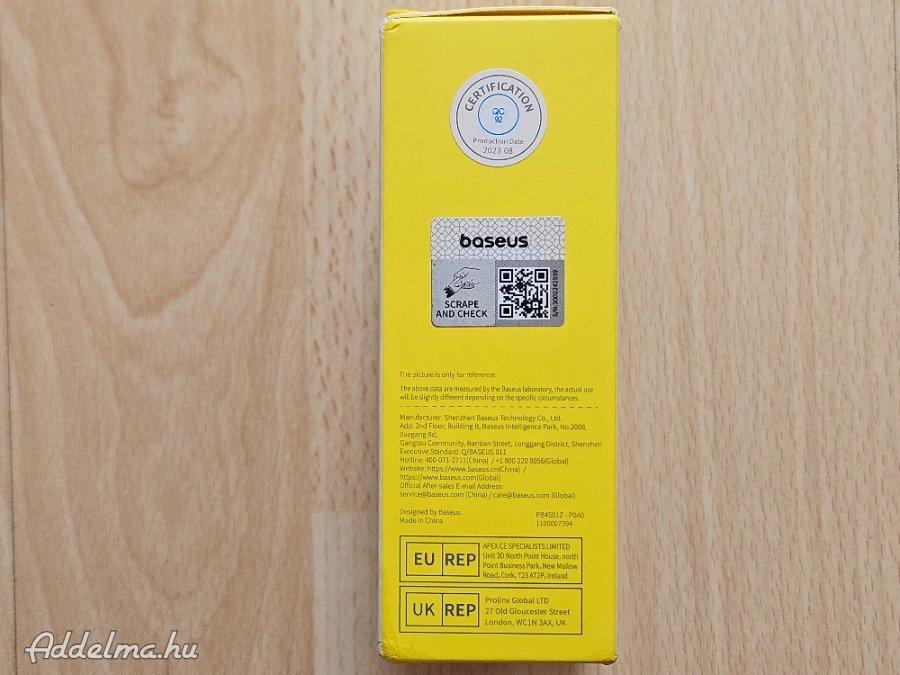 CERTIFICATION
QC
92
Production Date
2023-08
baseus
SCRAPE
AND CHECK
The picture is only for reference.
The above data are measured by the Baseus laboratory, the actual use
will be slightly different depending on the specific circumstances.
Manufacturer: Shenzhen Baseus Technology Co., Ltd.
Add: 2nd Floor, Building B, Baseus Intelligence Park, No.2008,
Xuegang Rd,
Gangtou Community, Bantian Street, Longgang District, Shenzhen
Executive Standard: Q/BASEUS 011
Hotline: 400-071-2711(China) / +1 800 220 8056(Global)
Website: https://www.baseus.cn(China) /
https://www.baseus.com(Global)
Official After-sales E-mail Address:
service@baseus.com (China) / care@baseus.com (Global)
Designed by Baseus
Made in China
PB4501Z - P0A0
1100007394
EU REP
APEX CE SPECIALISTS LIMITED
Unit 3D North Point House, north
Point Business Park, New Mallow
Road, Cork, T23 AT2P, Ireland
UK REP
Prolinx Global LTD
27 Old Gloucester Street
London, WC1N 3AX, UK
Addelma.hu